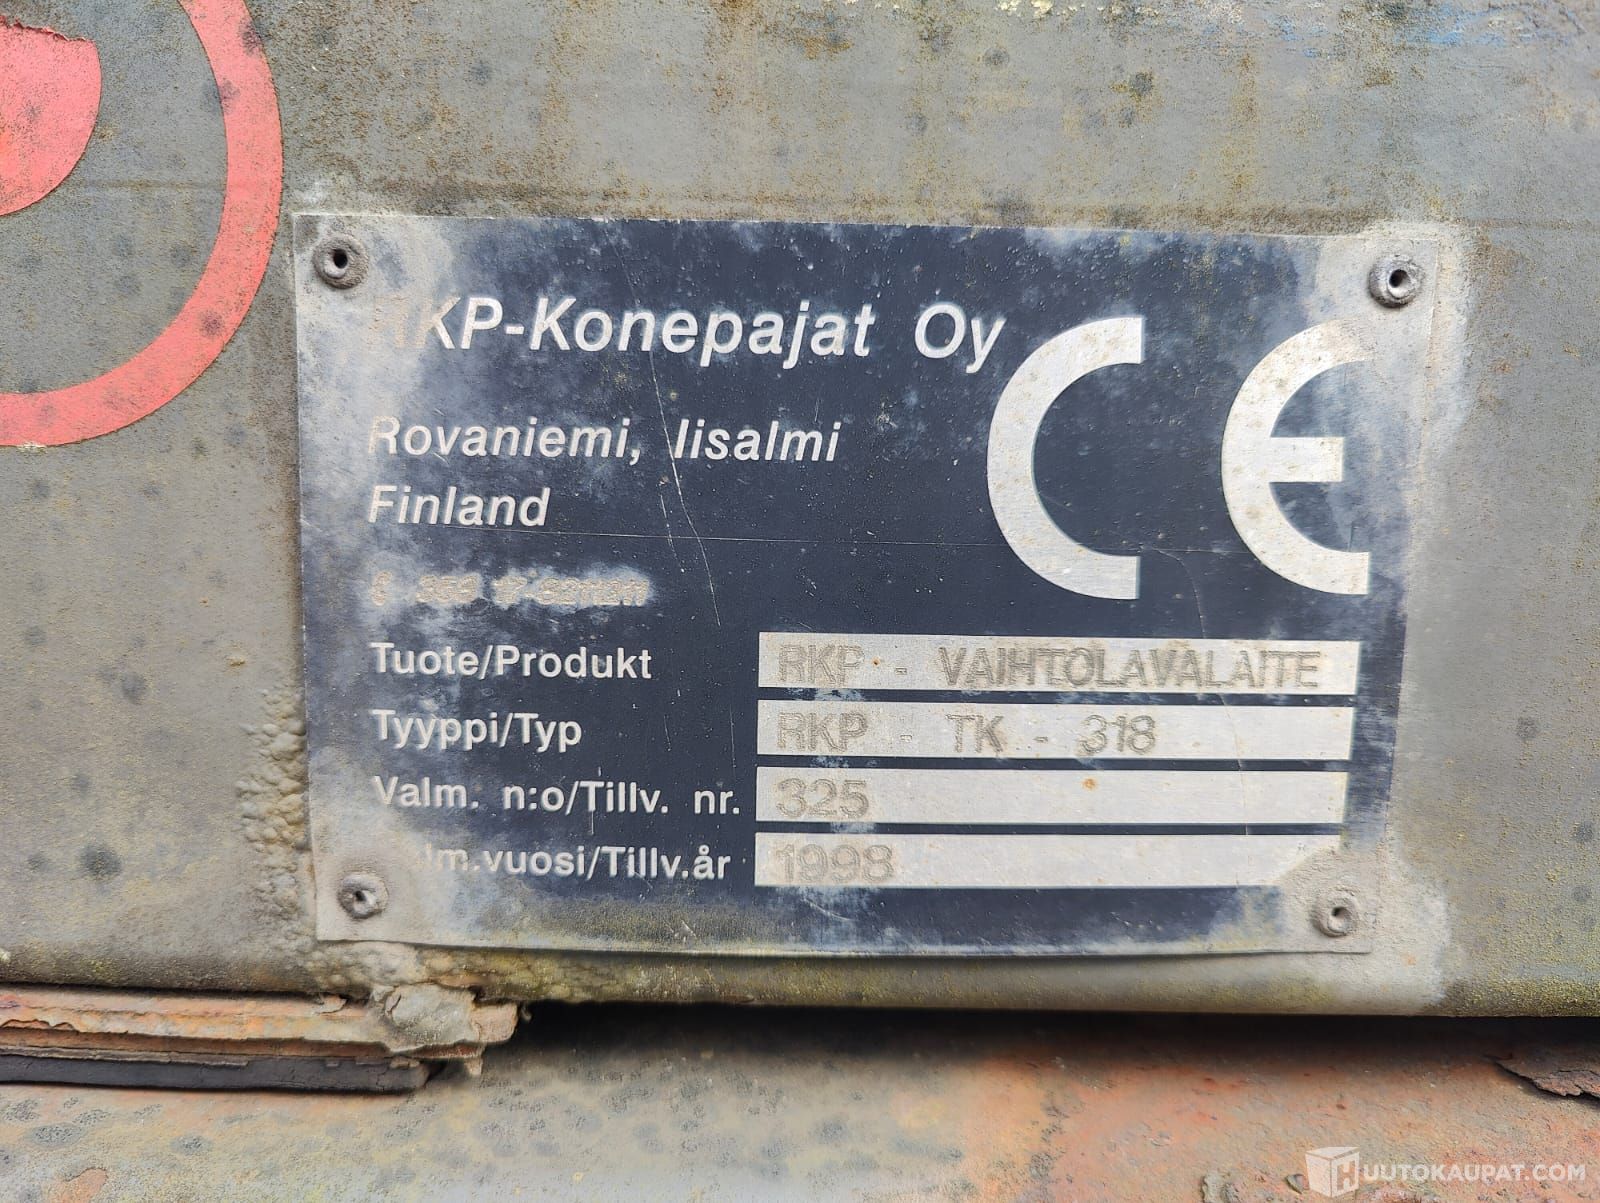 RKP-Konepajat Oy
CE
Rovaniemi, Iisalmi
Finland
Tuote/Produkt RKP - VAIHTOLAVALAITE
Tyyppi/Typ RKP - TK - 318
Valm. n:o/Tillv. nr. 325
lm.vuosi/Tillv.år 1998
HUUTOKAUPAT.COM